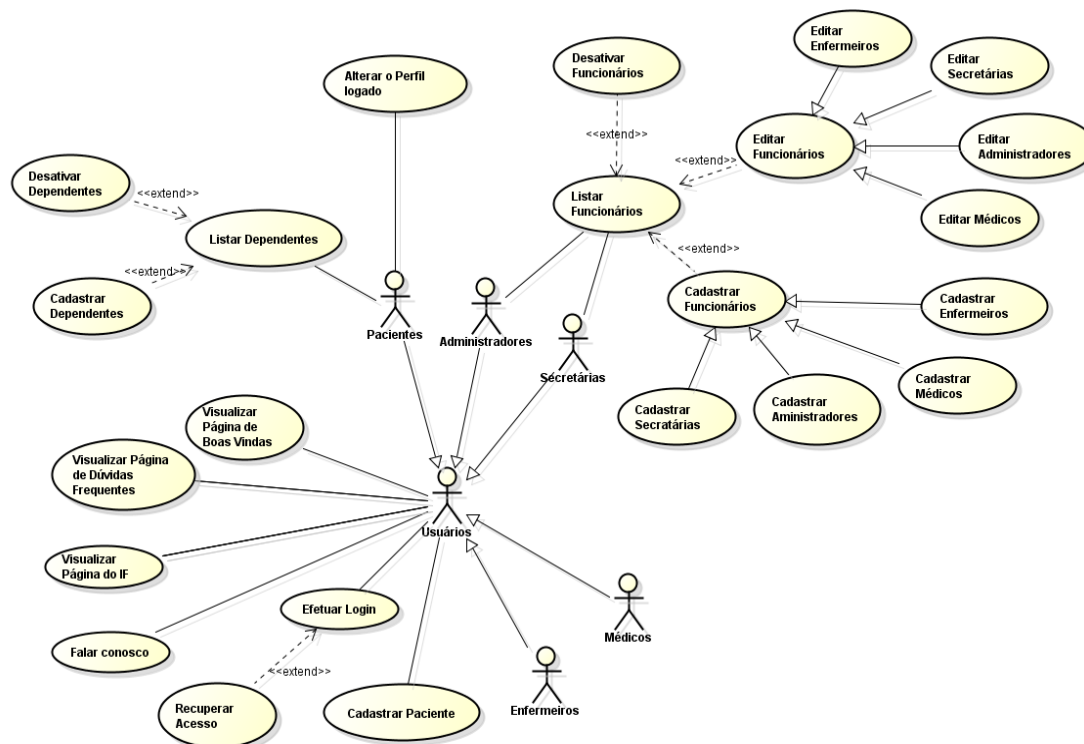 Editar
Enfermeiros
Desativar
Funcionários
Editar
Secretárias
Alterar o Perfil
logado
<<extend>>
Editar
Funcionários
Editar
Administradores
Desativar
Dependentes
<<extend>>
<<extend>>
Listar
Funcionários
Editar Médicos
Listar Dependentes
<<extend>>
<<extend>>
Cadastrar
Dependentes
Cadastrar
Funcionários
Cadastrar
Enfermeiros
Pacientes
Administradores
Secretárias
Cadastrar
Médicos
Cadastrar
Secratárias
Cadastrar
Aministradores
Visualizar
Página de
Boas Vindas
Visualizar Página
de Dúvidas
Frequentes
Usuários
Visualizar
Página do IF
Efetuar Login
Médicos
Falar conosco
<<extend>>
Recuperar
Acesso
Cadastrar Paciente
Enfermeiros